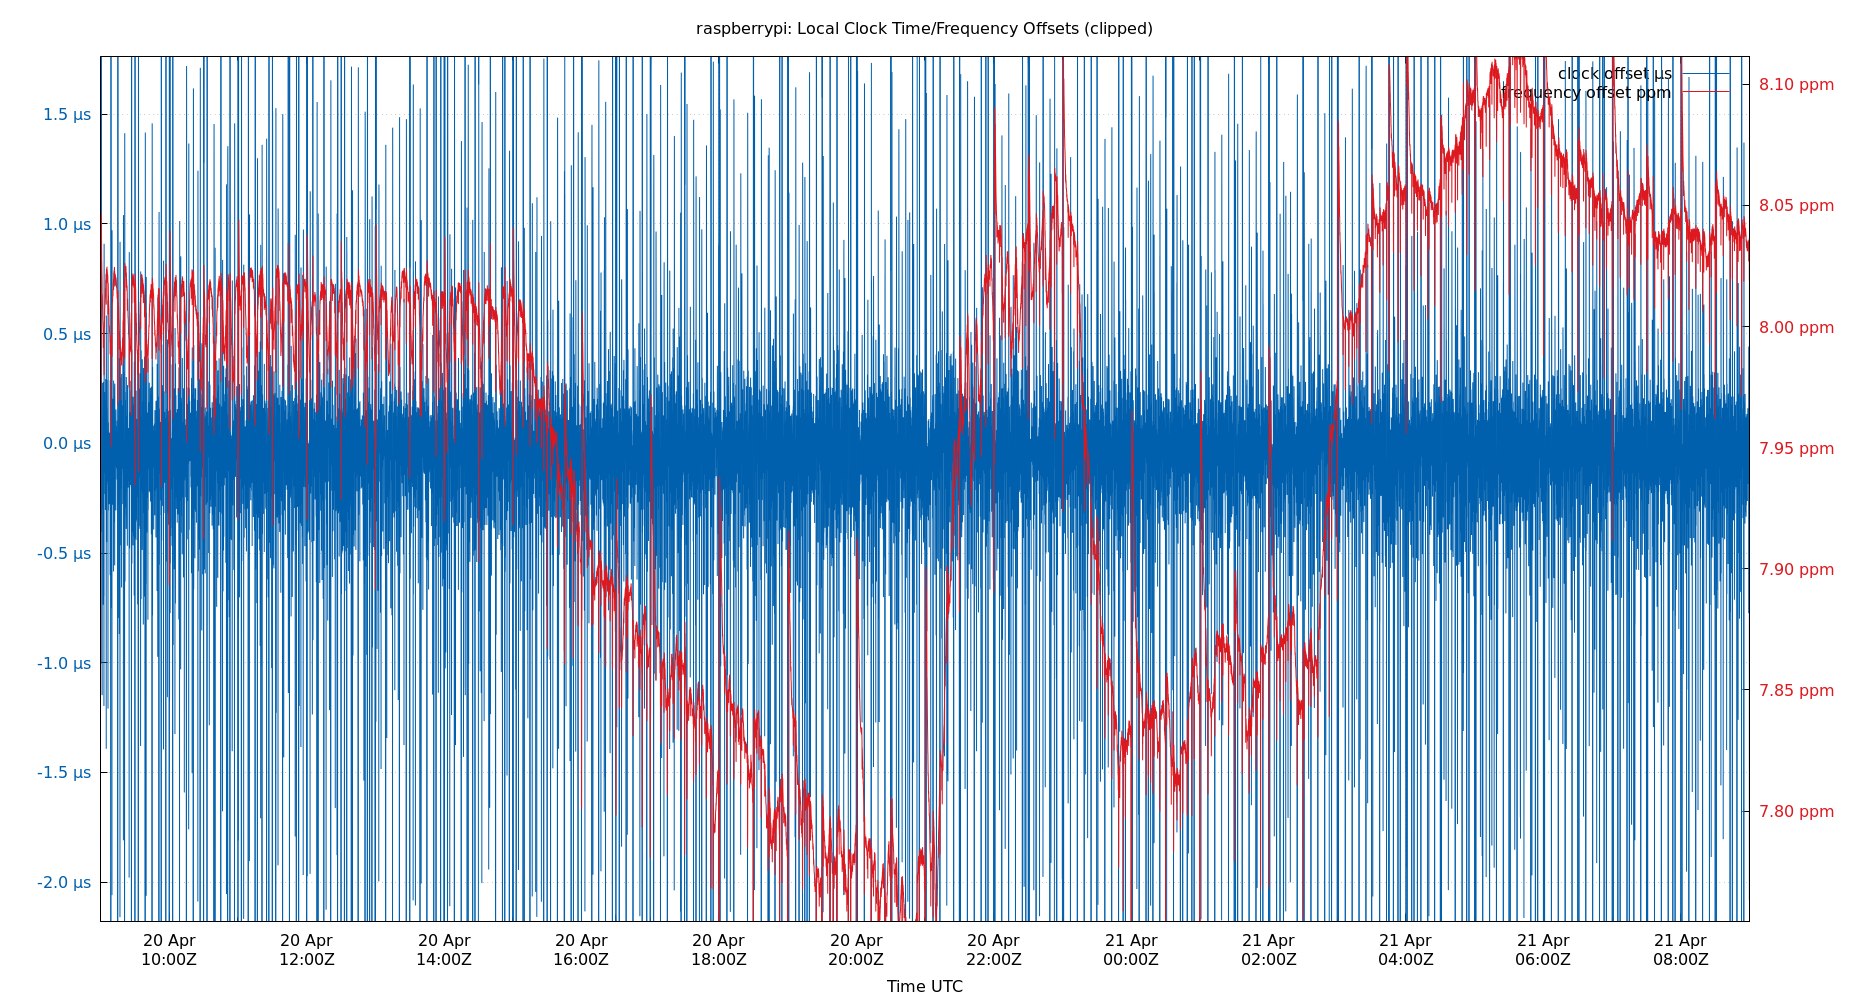 raspberrypi: Local Clock Time/Frequency Offsets (clipped)
clock offset µs
frequency offset ppm
1.5 µs
1.0 µs
0.5 µs
0.0 µs
-0.5 µs
-1.0 µs
-1.5 µs
-2.0 µs
8.10 ppm
8.05 ppm
8.00 ppm
7.95 ppm
7.90 ppm
7.85 ppm
7.80 ppm
20 Apr
10:00Z
20 Apr
12:00Z
20 Apr
14:00Z
20 Apr
16:00Z
20 Apr
18:00Z
20 Apr
20:00Z
20 Apr
22:00Z
21 Apr
00:00Z
21 Apr
02:00Z
21 Apr
04:00Z
21 Apr
06:00Z
21 Apr
08:00Z
Time UTC